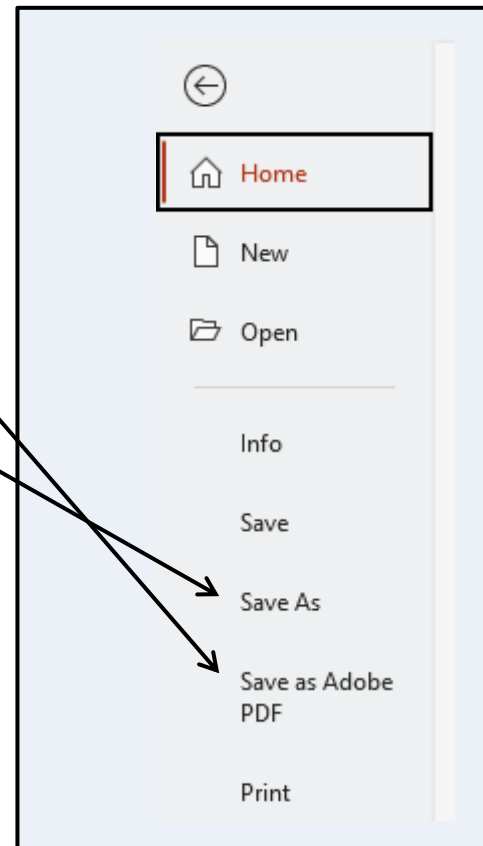 Home
New
Open
Info
Save
Save As
Save as Adobe
PDF
Print